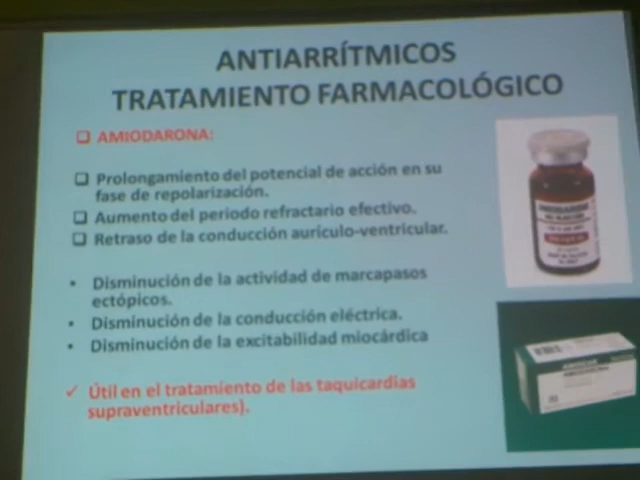 ANTIARRÍTMICOS
TRATAMIENTO FARMACOLÓGICO
AMIODARONA:
Prolongamiento del potencial de acción en su
fase de repolarización.
Aumento del periodo refractario efectivo.
Retraso de la conducción auriculo-ventricular.
Disminución de la actividad de marcapasos
ectópicos.
Disminución de la conducción eléctrica.
Disminución de la excitabilidad miocárdica
Útil en el tratamiento de las taquicardias
supraventriculares).